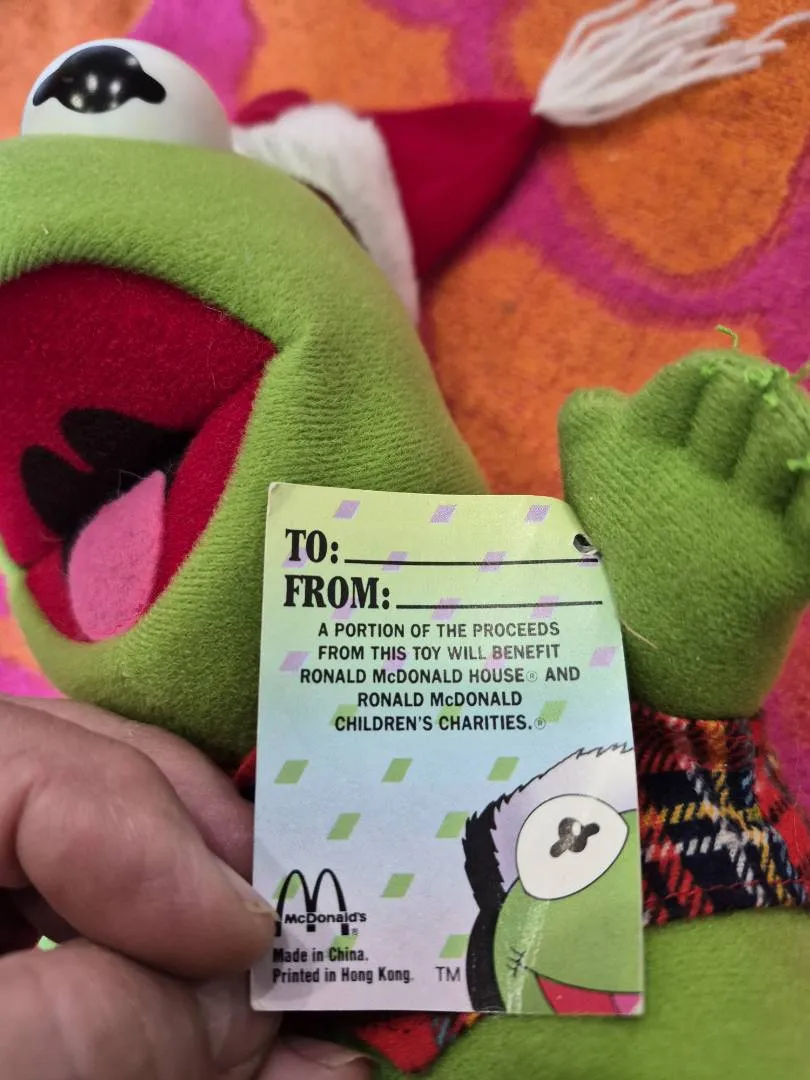 TO:
FROM:
A PORTION OF THE PROCEEDS
FROM THIS TOY WILL BENEFIT
RONALD McDONALD HOUSE® AND
RONALD McDONALD
CHILDREN'S CHARITIES.®
McDonald's
®
Made in China.
Printed in Hong Kong. TM